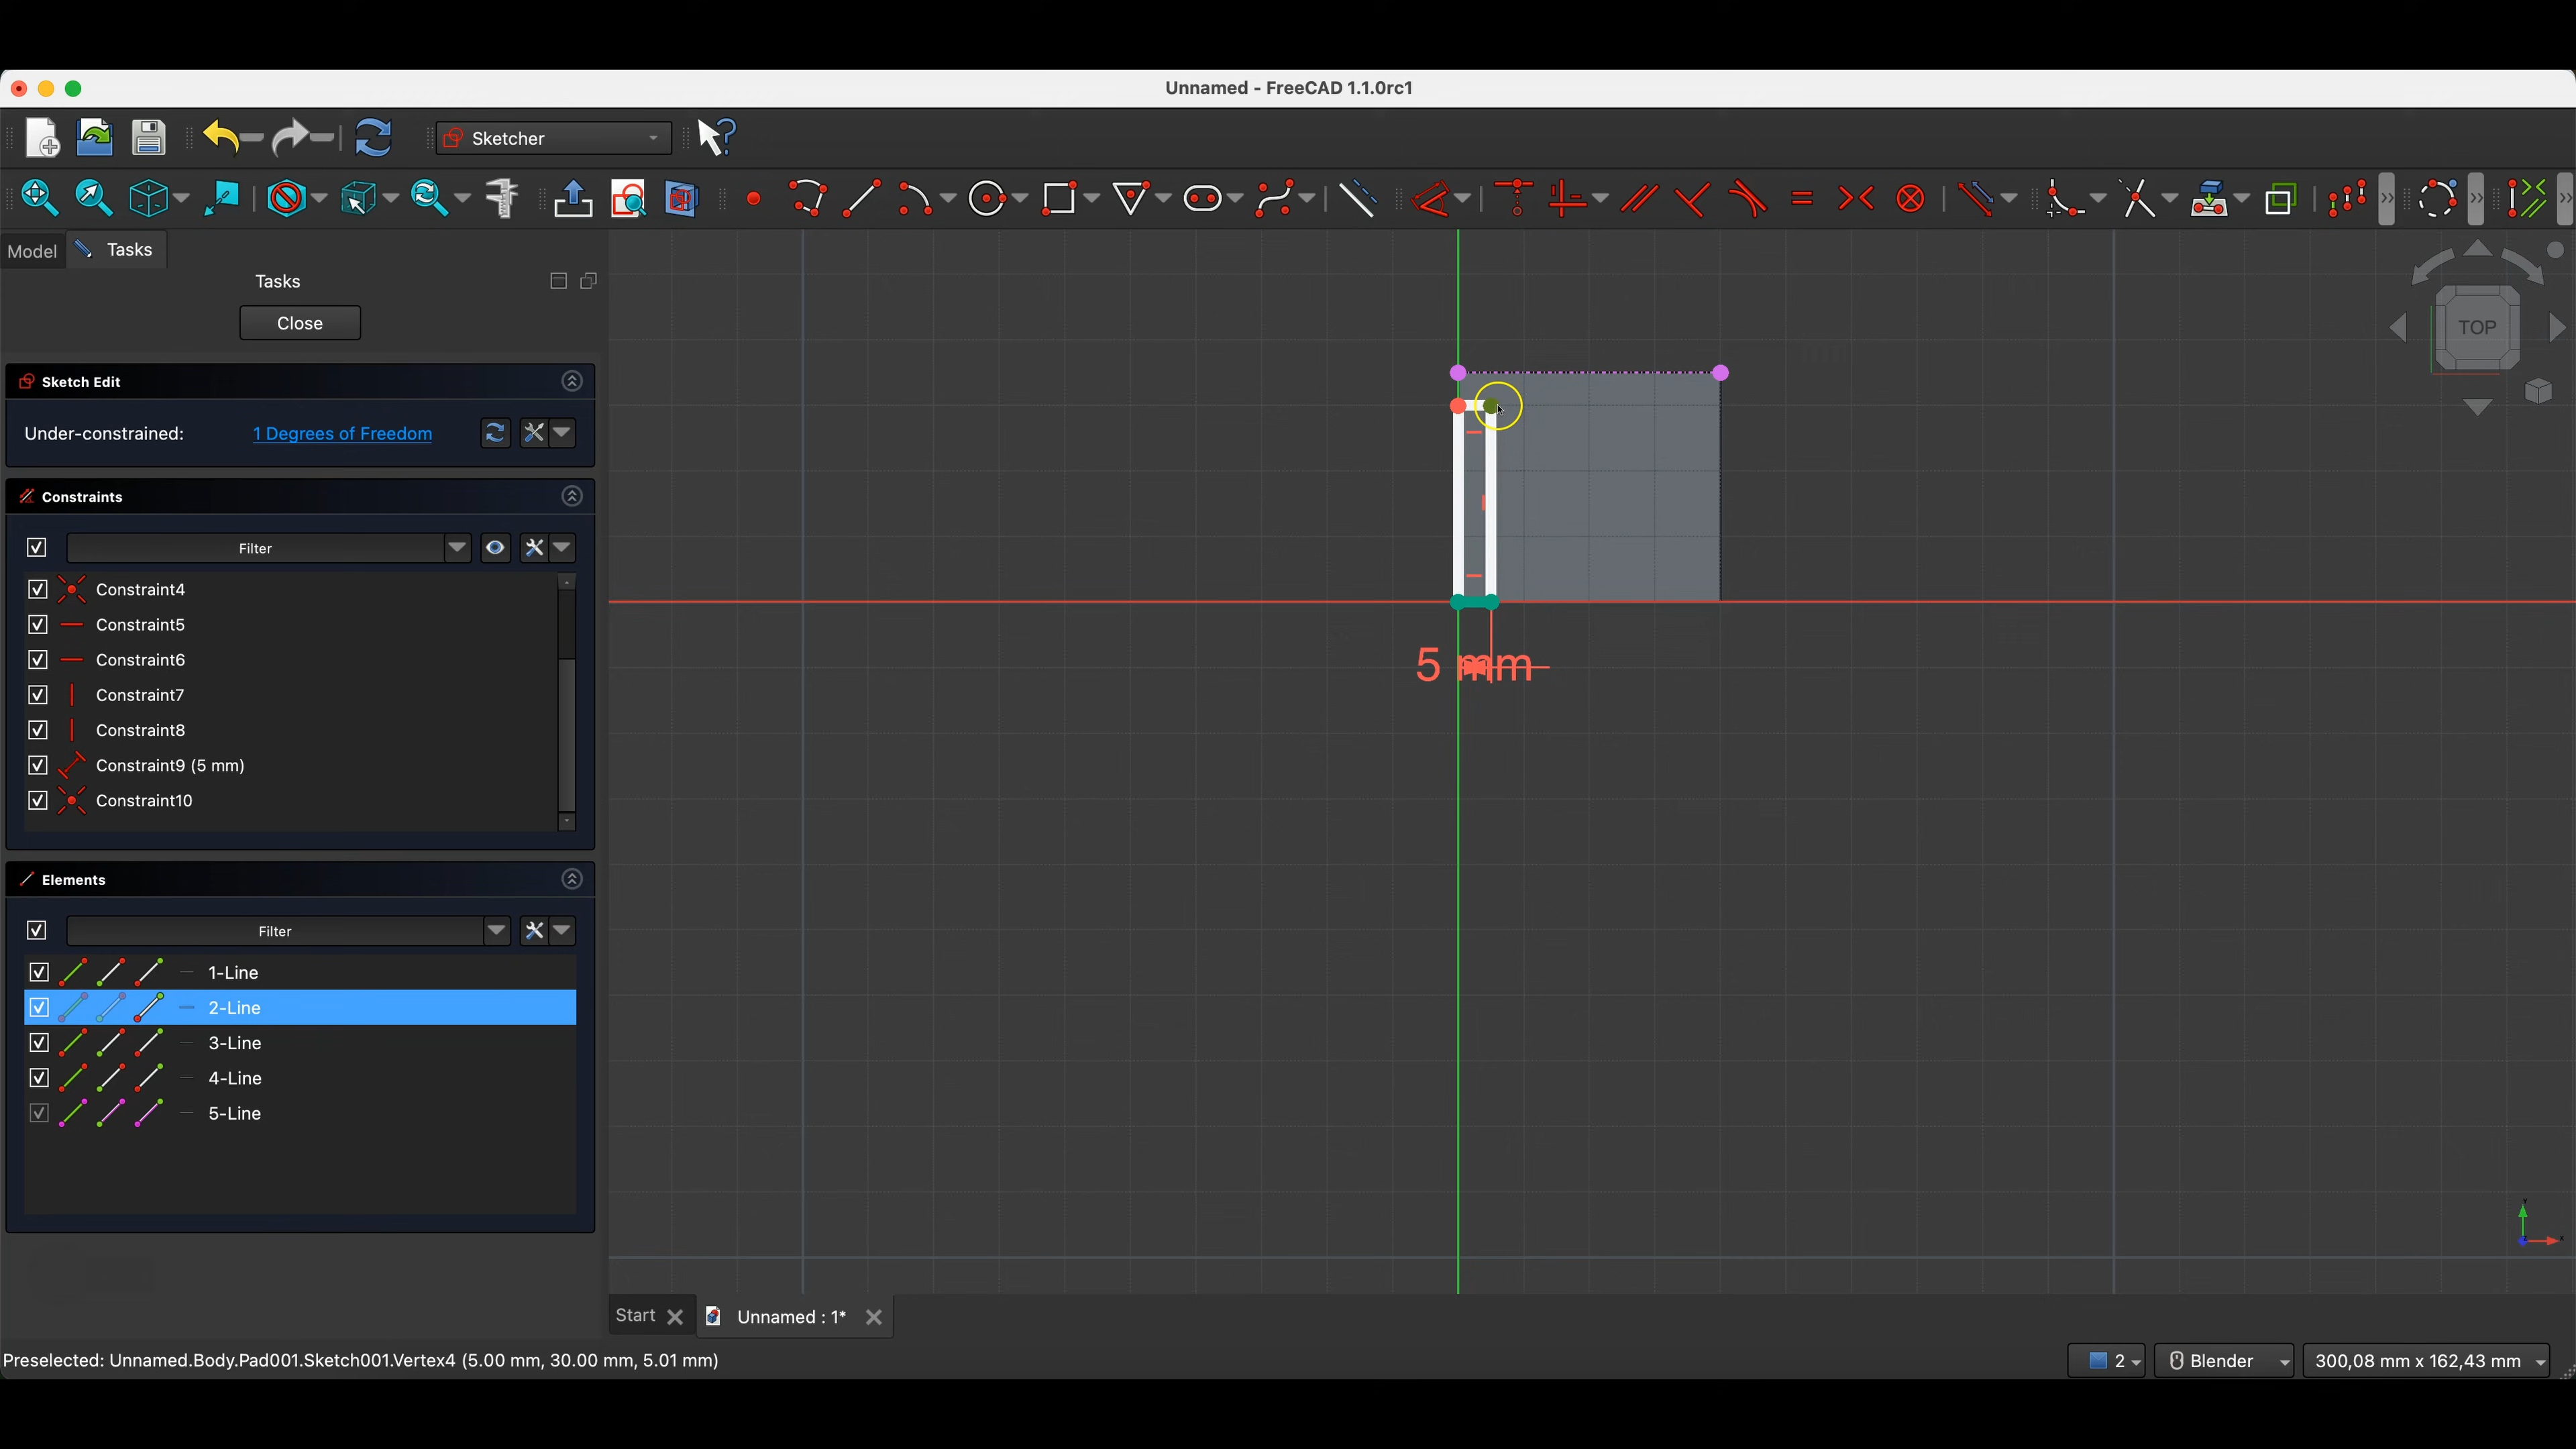 Unnamed - FreeCAD 1.1.0rc1
Sketcher
Model
Tasks
Tasks
Close
Sketch Edit
Under-constrained:
1 Degrees of Freedom
Constraints
Filter
Constraint4
Constraint5
Constraint6
Constraint7
Constraint8
Constraint9 (5 mm)
Constraint10
Elements
Filter
1-Line
2-Line
3-Line
4-Line
5-Line
TOP
5 mm
Start
Unnamed : 1*
Preselected: Unnamed.Body.Pad001.Sketch001.Vertex4 (5.00 mm, 30.00 mm, 5.01 mm)
2
Blender
300,08 mm x 162,43 mm